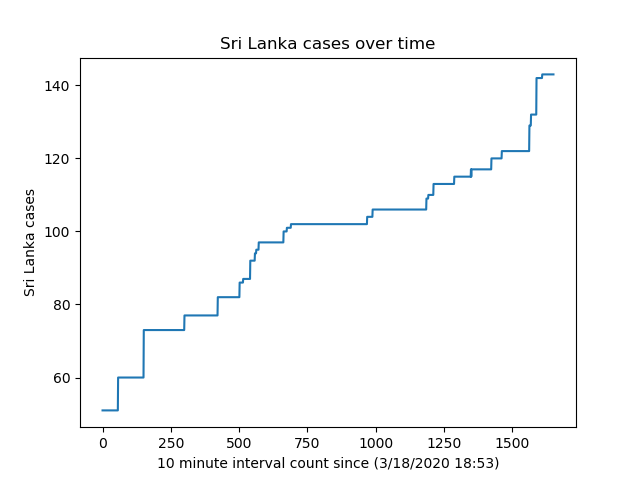 Sri Lanka cases over time
140
120
100
80
60
Sri Lanka cases
0 250 500 750 1000 1250 1500
10 minute interval count since (3/18/2020 18:53)